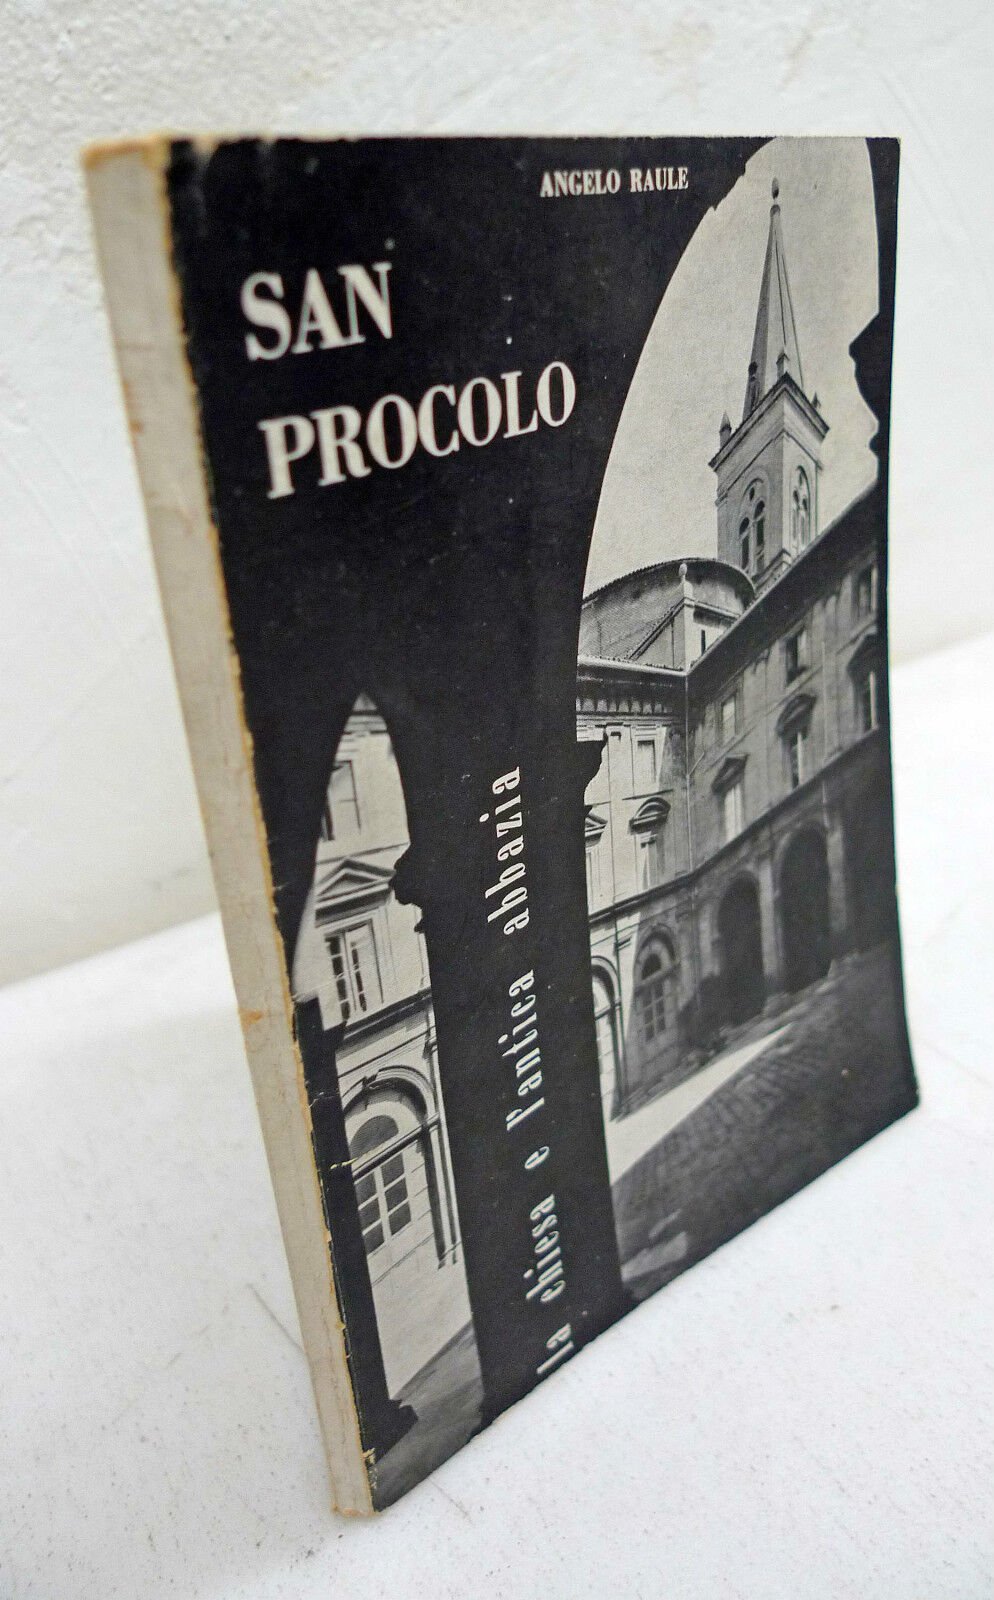 ANGELO RAULE
SAN
PROCOLO
la chiesa e l'antica abbazia